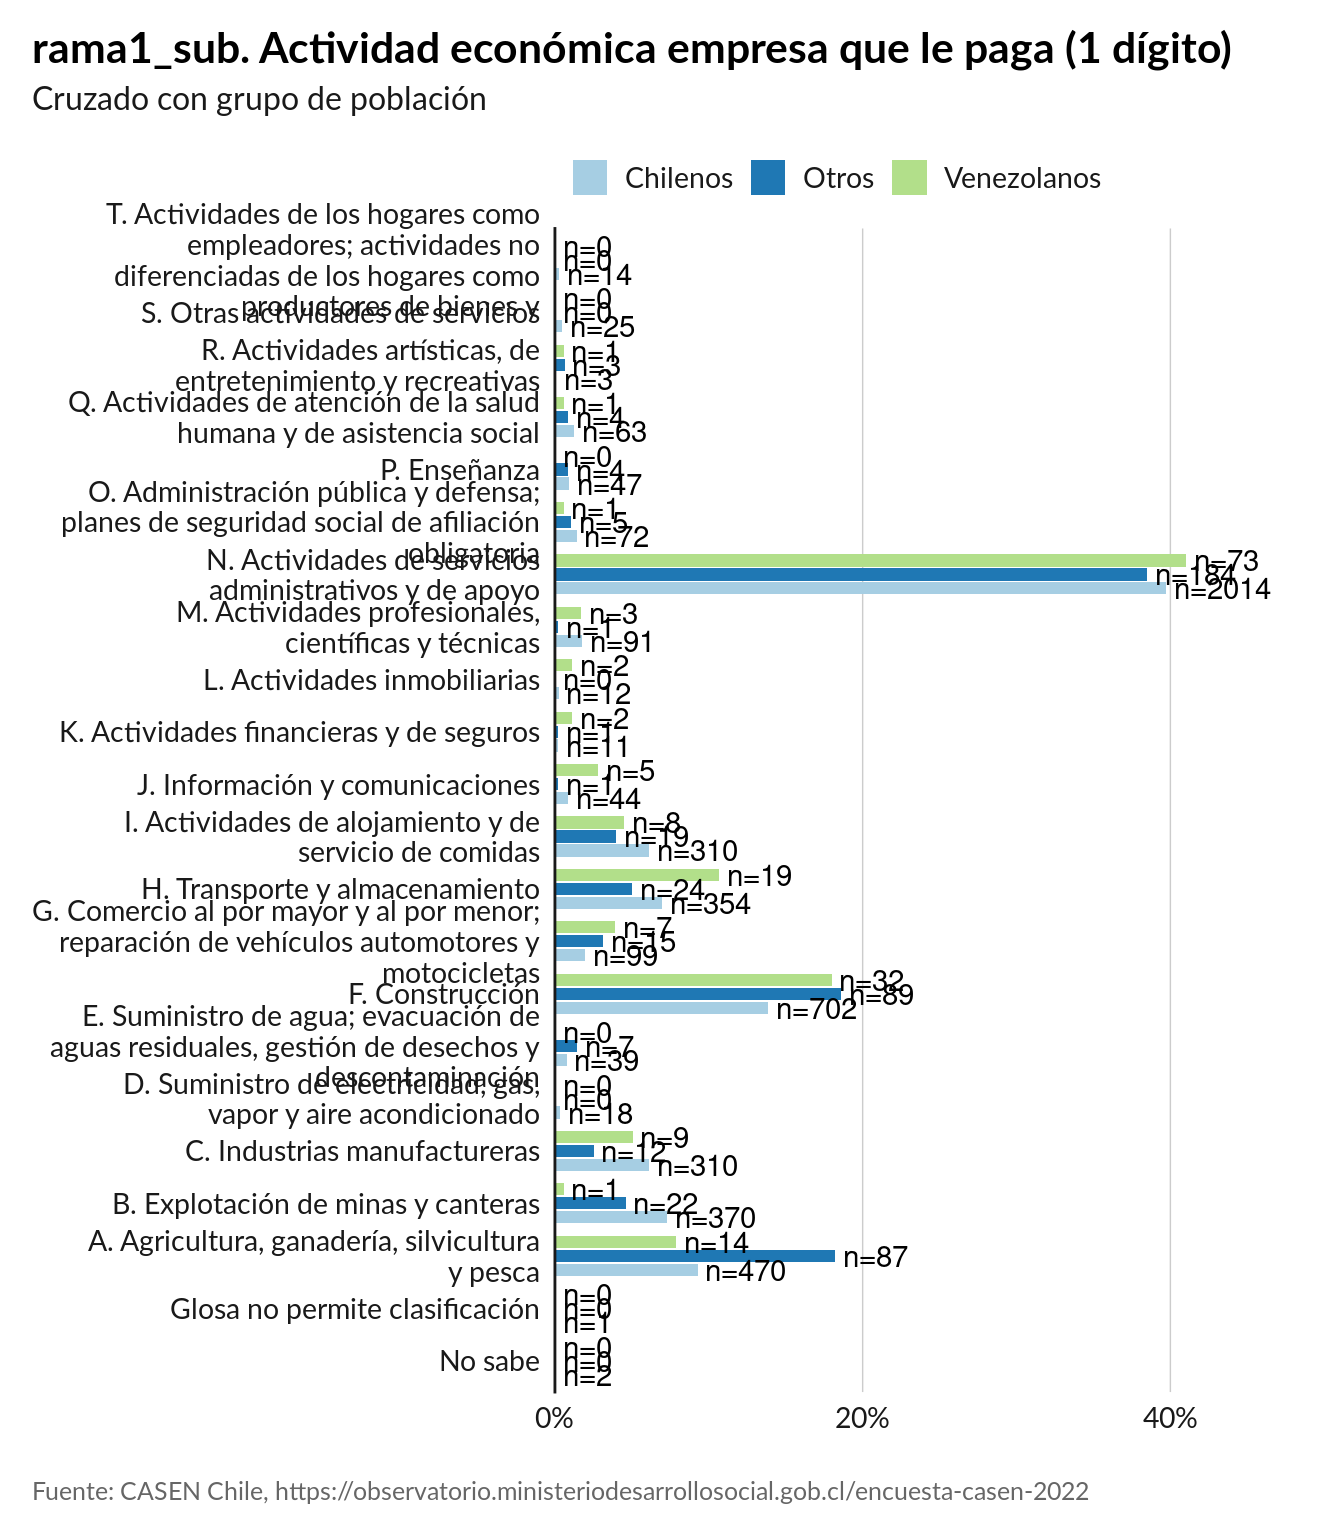 rama1_sub. Actividad económica empresa que le paga (1 dígito)
Cruzado con grupo de población
Chilenos
Otros
Venezolanos
T. Actividades de los hogares como
empleadores; actividades no
diferenciadas de los hogares como
productores de bienes y
n=0
n=0
n=14
S. Otras actividades de servicios
n=0
n=0
n=25
R. Actividades artísticas, de
entretenimiento y recreativas
n=1
n=3
n=3
Q. Actividades de atención de la salud
humana y de asistencia social
n=1
n=4
n=63
P. Enseñanza
n=0
n=4
n=47
O. Administración pública y defensa;
planes de seguridad social de afiliación
obligatoria
n=1
n=5
n=72
N. Actividades de servicios
administrativos y de apoyo
n=73
n=184
n=2014
M. Actividades profesionales,
científicas y técnicas
n=3
n=1
n=91
L. Actividades inmobiliarias
n=2
n=0
n=12
K. Actividades financieras y de seguros
n=2
n=1
n=11
J. Información y comunicaciones
n=5
n=1
n=44
I. Actividades de alojamiento y de
servicio de comidas
n=8
n=19
n=310
H. Transporte y almacenamiento
n=19
n=24
n=354
G. Comercio al por mayor y al por menor;
reparación de vehículos automotores y
motocicletas
n=7
n=15
n=99
F. Construcción
n=32
n=89
n=702
E. Suministro de agua; evacuación de
aguas residuales, gestión de desechos y
descontaminación
n=0
n=7
n=39
D. Suministro de electricidad, gas,
vapor y aire acondicionado
n=0
n=0
n=18
C. Industrias manufactureras
n=9
n=12
n=310
B. Explotación de minas y canteras
n=1
n=22
n=370
A. Agricultura, ganadería, silvicultura
y pesca
n=14
n=87
n=470
Glosa no permite clasificación
n=0
n=0
n=1
No sabe
n=0
n=0
n=2
0%
20%
40%
Fuente: CASEN Chile, https://observatorio.ministeriodesarrollosocial.gob.cl/encuesta-casen-2022